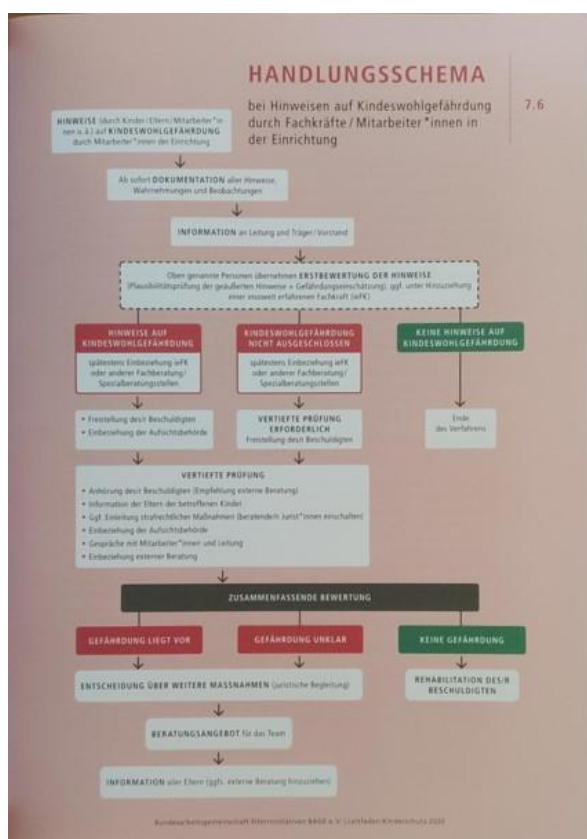 HANDLUNGSSCHEMA
bei Hinweisen auf Kindeswohlgefährdung
durch Fachkräfte / Mitarbeiter*innen in
der Einrichtung
7.6
HINWEISE (durch Kinder / Eltern / Mitarbeiter*in-
nen u. ä.) auf KINDESWOHLGEFÄHRDUNG
durch Mitarbeiter*innen der Einrichtung
Ab sofort DOKUMENTATION aller Hinweise,
Wahrnehmungen und Beobachtungen
INFORMATION an Leitung und Träger / Vorstand
Oben genannte Personen übernehmen ERSTBEWERTUNG DER HINWEISE
(Plausibilitätsprüfung der geäußerten Hinweise + Gefährdungseinschätzung), ggf. unter Hinzuziehung
einer insoweit erfahrenen Fachkraft (ieFK)
HINWEISE AUF
KINDESWOHLGEFÄHRDUNG
spätestens Einbeziehung ieFK
oder anderer Fachberatung /
Spezialberatungsstellen
KINDESWOHLGEFÄHRDUNG
NICHT AUSGESCHLOSSEN
spätestens Einbeziehung ieFK
oder anderer Fachberatung /
Spezialberatungsstellen
KEINE HINWEISE AUF
KINDESWOHLGEFÄHRDUNG
• Freistellung des/r Beschuldigten
• Einbeziehung der Aufsichtsbehörde
VERTIEFTE PRÜFUNG
ERFORDERLICH
Freistellung des/r Beschuldigten
Ende
des Verfahrens
VERTIEFTE PRÜFUNG
• Anhörung des/r Beschuldigten (Empfehlung externe Beratung)
• Information der Eltern der betroffenen Kinder
• Ggf. Einleitung strafrechtlicher Maßnahmen (beratende/n Jurist*innen einschalten)
• Einbeziehung der Aufsichtsbehörde
• Gespräche mit Mitarbeiter*innen und Leitung
• Einbeziehung externer Beratung
ZUSAMMENFASSENDE BEWERTUNG
GEFÄHRDUNG LIEGT VOR
GEFÄHRDUNG UNKLAR
KEINE GEFÄHRDUNG
ENTSCHEIDUNG ÜBER WEITERE MASSNAHMEN (juristische Begleitung)
REHABILITATION DES/R
BESCHULDIGTEN
BERATUNGSANGEBOT für das Team
INFORMATION aller Eltern (ggfs. externe Beratung hinzuziehen)
Bundesarbeitsgemeinschaft Elterninitiativen BAGE e. V. | Leitfaden Kinderschutz 2020